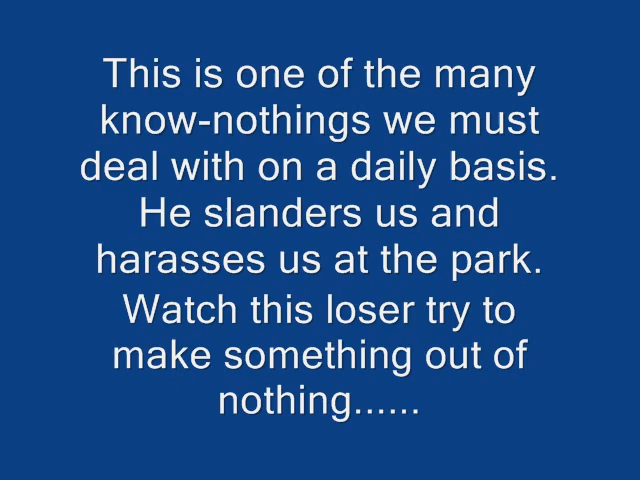 This is one of the many
know-nothings we must
deal with on a daily basis.
He slanders us and
harasses us at the park.
Watch this loser try to
make something out of
nothing......